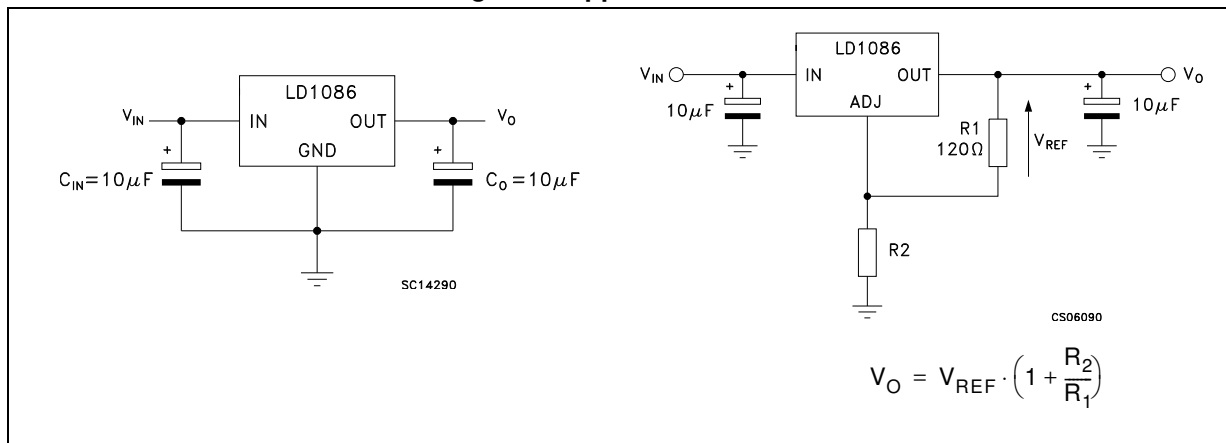 LD1086
V_IN
IN
OUT
V_O
GND
+
+
C_IN=10μF
C_O=10μF
SC14290
LD1086
V_IN
IN
OUT
V_O
ADJ
+
+
10μF
R1
120Ω
V_REF
10μF
R2
CS06090
V_O = V_REF · (1 + R_2/R_1)